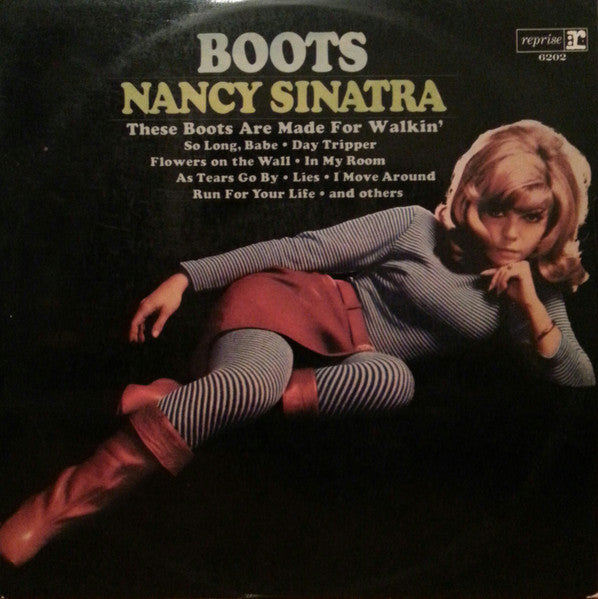 BOOTS
NANCY SINATRA
These Boots Are Made For Walkin'
So Long, Babe • Day Tripper
Flowers on the Wall • In My Room
As Tears Go By • Lies • I Move Around
Run For Your Life • and others
reprise r:
6202